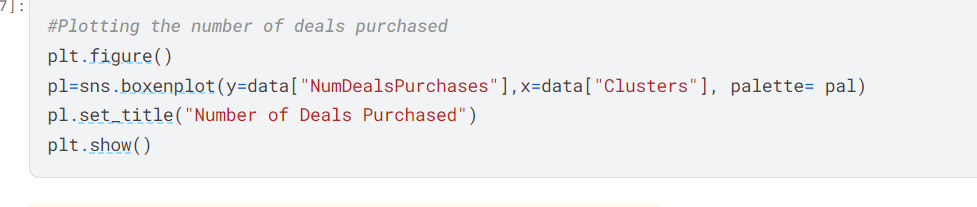 7]:
#Plotting the number of deals purchased
plt.figure()
pl=sns.boxenplot(y=data["NumDealsPurchases"],x=data["Clusters"], palette= pal)
pl.set_title("Number of Deals Purchased")
plt.show()